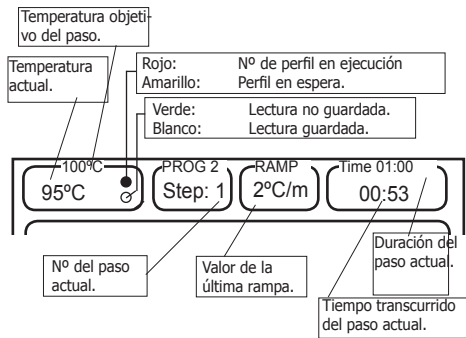 Temperatura objeti-
vo del paso.
Temperatura
actual.
Rojo: Nº de perfil en ejecución
Amarillo: Perfil en espera.
Verde: Lectura no guardada.
Blanco: Lectura guardada.
100ºC
95ºC
PROG 2
Step: 1
RAMP
2ºC/m
Time 01:00
00:53
Nº del paso
actual.
Valor de la
última rampa.
Duración del
paso actual.
Tiempo transcurrido
del paso actual.